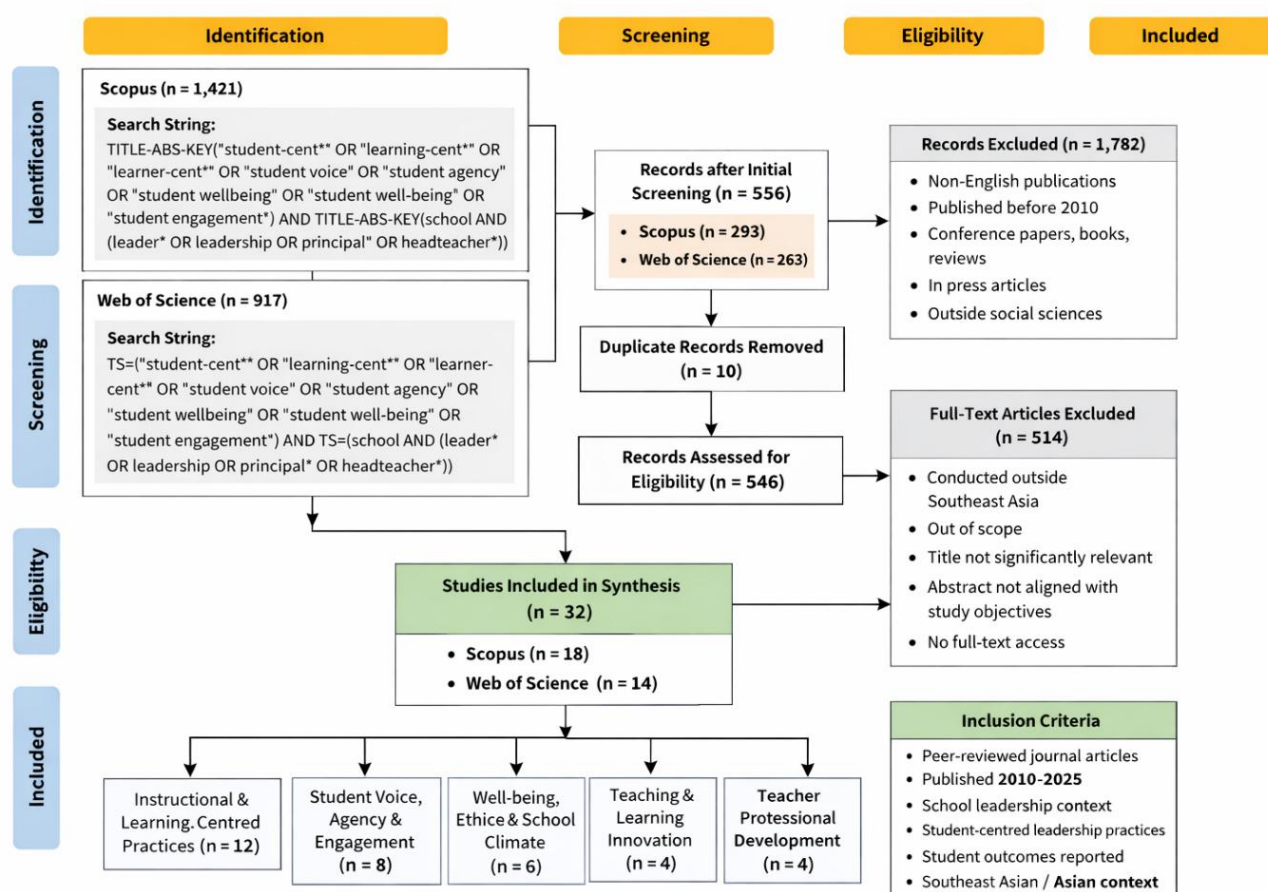 Identification
Screening
Eligibility
Included
Identification
Screening
Eligibility
Included
Scopus (n = 1,421)
Search String:
TITLE-ABS-KEY("student-cent** OR "learning-cent*" OR
"learner-cent*" OR "student voice" OR "student agency"
OR "student wellbeing" OR "student well-being" OR
"student engagement*) AND TITLE-ABS-KEY(school AND
(leader* OR leadership OR principal" OR headteacher*))
Web of Science (n = 917)
Search String:
TS=("student-cent** OR "learning-cent** OR "learner-
cent*" OR "student voice" OR "student agency" OR
"student wellbeing" OR "student well-being" OR
"student engagement") AND TS=(school AND (leader*
OR leadership OR principal* OR headteacher*))
Records after Initial
Screening (n = 556)
• Scopus (n = 293)
• Web of Science (n = 263)
Duplicate Records Removed
(n = 10)
Records Assessed for
Eligibility (n = 546)
Records Excluded (n = 1,782)
• Non-English publications
• Published before 2010
• Conference papers, books,
reviews
• In press articles
• Outside social sciences
Full-Text Articles Excluded
(n = 514)
• Conducted outside
Southeast Asia
• Out of scope
• Title not significantly relevant
• Abstract not aligned with
study objectives
• No full-text access
Studies Included in Synthesis
(n = 32)
• Scopus (n = 18)
• Web of Science (n = 14)
Instructional &
Learning. Centred
Practices (n = 12)
Student Voice,
Agency &
Engagement
(n = 8)
Well-being,
Ethice & School
Climate
(n = 6)
Teaching &
Learning
Innovation
(n = 4)
Teacher
Professional
Development
(n = 4)
Inclusion Criteria
• Peer-reviewed journal articles
• Published 2010-2025
• School leadership context
• Student-centred leadership practices
• Student outcomes reported
• Southeast Asian / Asian context